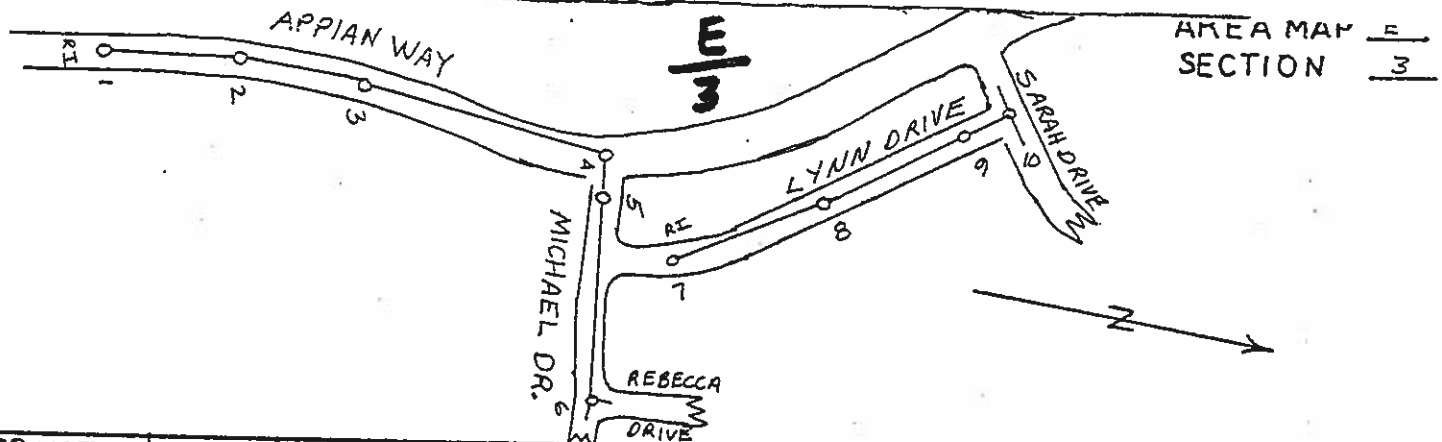 APPIAN WAY
E
3
AREA MAP E
SECTION 3
RI
1
2
3
4
5
MICHAEL DR.
6
REBECCA
DRIVE
RI
7
8
LYNN DRIVE
9
10
SARAH DRIVE
N